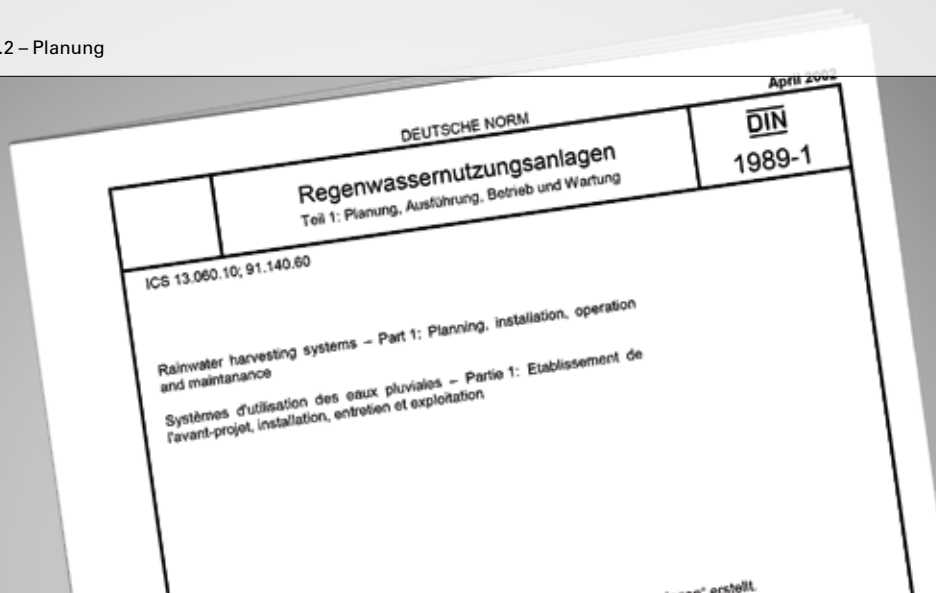 .2 – Planung
April 2002
DEUTSCHE NORM
Regenwassernutzungsanlagen
Teil 1: Planung, Ausführung, Betrieb und Wartung
DIN
1989-1
ICS 13.060.10; 91.140.60
Rainwater harvesting systems – Part 1: Planning, installation, operation
and maintanance
Systèmes d'utilisation des eaux pluviales – Partie 1: Etablissement de
l'avant-projet, installation, entretien et exploitation
erstellt.